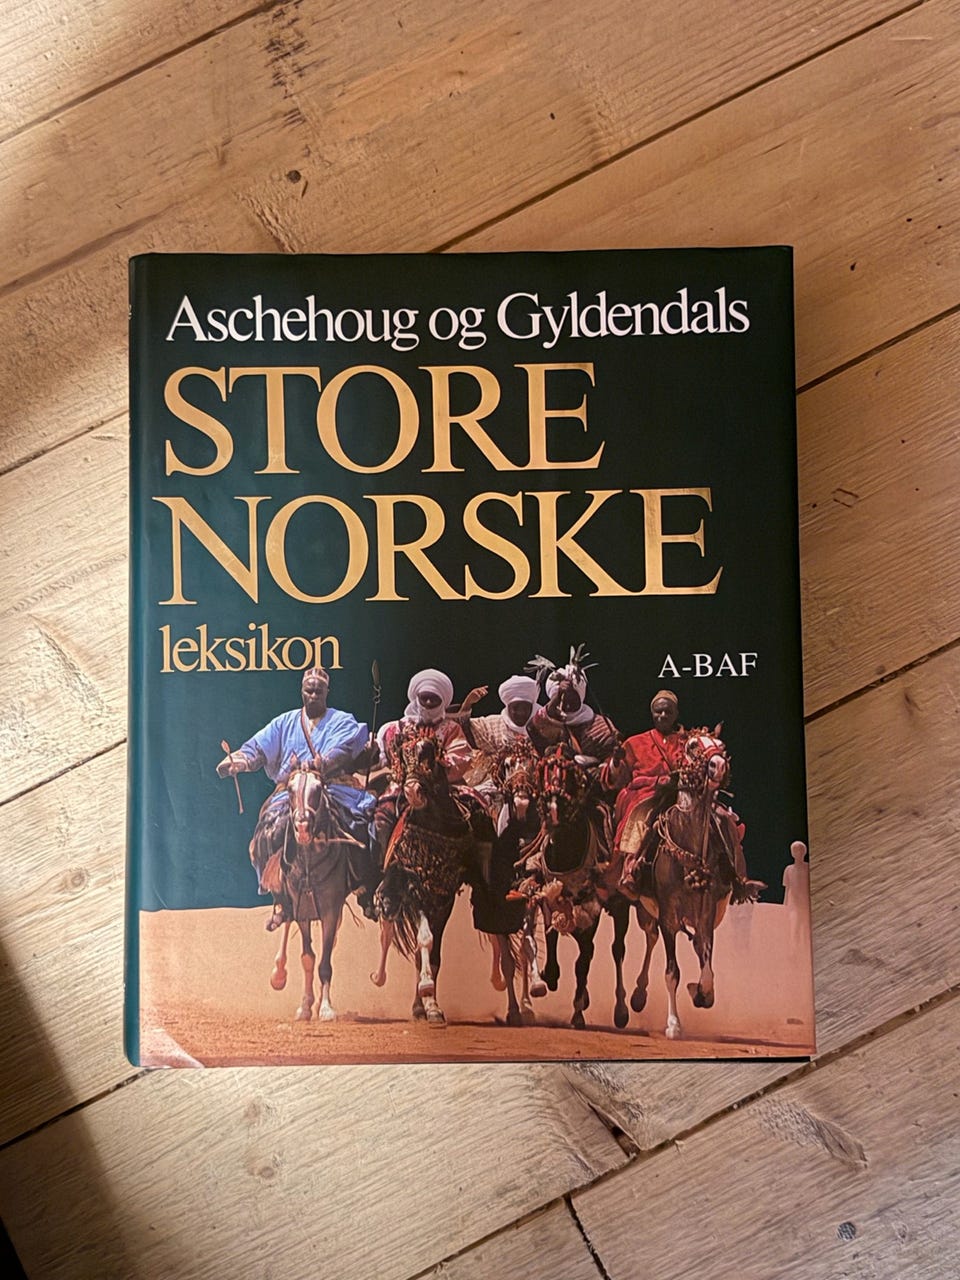 Aschehoug og Gyldendals
STORE
NORSKE
leksikon
A-BAF